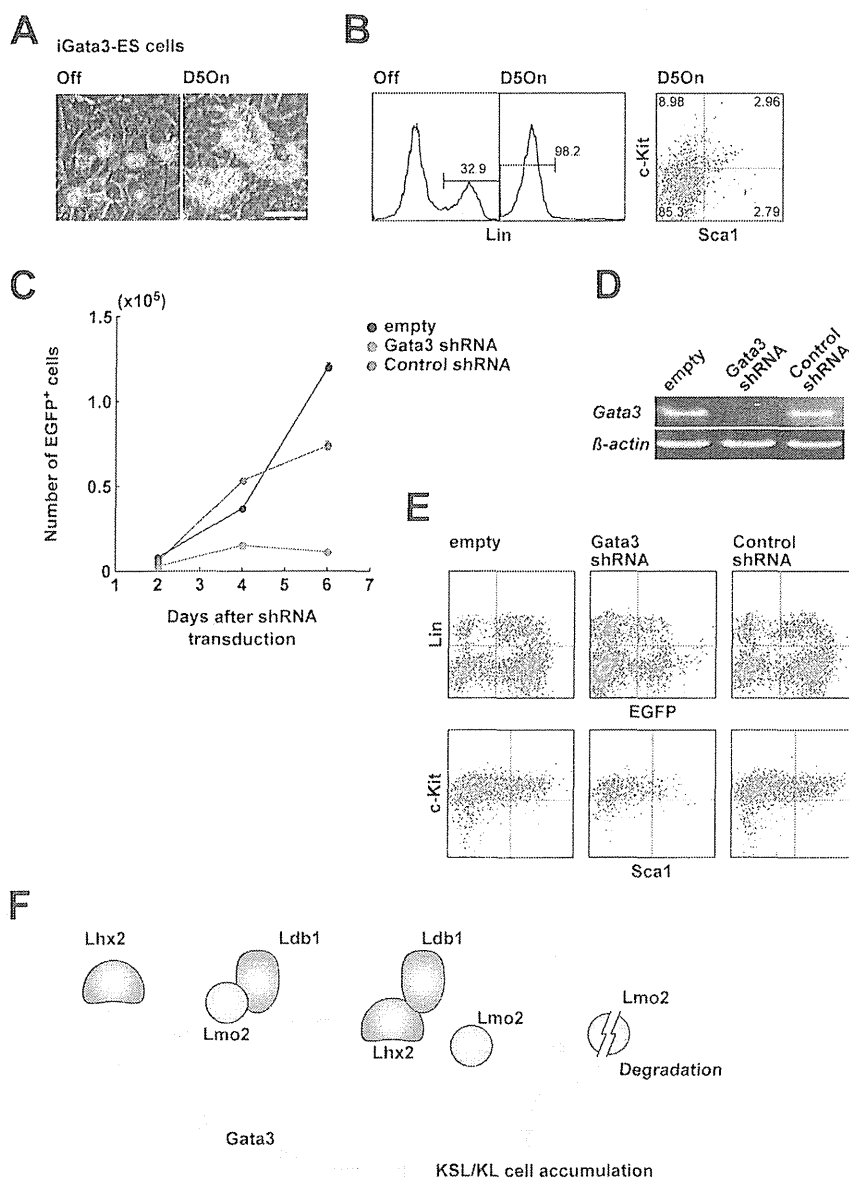 A
iGata3-ES cells
Off
D5On
B
Off
D5On
D5On
32.9
98.2
8.98
2.96
85.3
2.79
c-Kit
Lin
Sca1
C
(x10⁵)
1.5
1.0
0.5
0
1 2 3 4 5 6 7
Number of EGFP⁺ cells
Days after shRNA
transduction
empty
Gata3 shRNA
Control shRNA
D
empty
Gata3
shRNA
Control
shRNA
Gata3
ß-actin
E
empty
Gata3
shRNA
Control
shRNA
Lin
EGFP
c-Kit
Sca1
F
Lhx2
Ldb1
Lmo2
Ldb1
Lhx2
Lmo2
Lmo2
Degradation
Gata3
KSL/KL cell accumulation